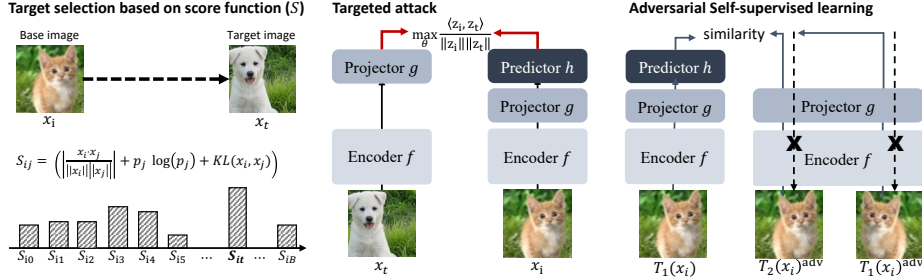 Target selection based on score function (S)
Base image
Target image
x_i
x_t
S_ij = (|x_i·x_j / ||x_i||||x_j||| + p_j log(p_j) + KL(x_i, x_j))
S_i0 S_i1 S_i2 S_i3 S_i4 S_i5 ... S_it ... S_iB
Targeted attack
max_θ ⟨z_i, z_t⟩ / ||z_i||||z_t||
Projector g
Predictor h
Projector g
Encoder f
Encoder f
x_t
x_i
Adversarial Self-supervised learning
similarity
Predictor h
Projector g
Projector g
Encoder f
Encoder f
T_1(x_i)
T_2(x_i)^adv
T_1(x_i)^adv